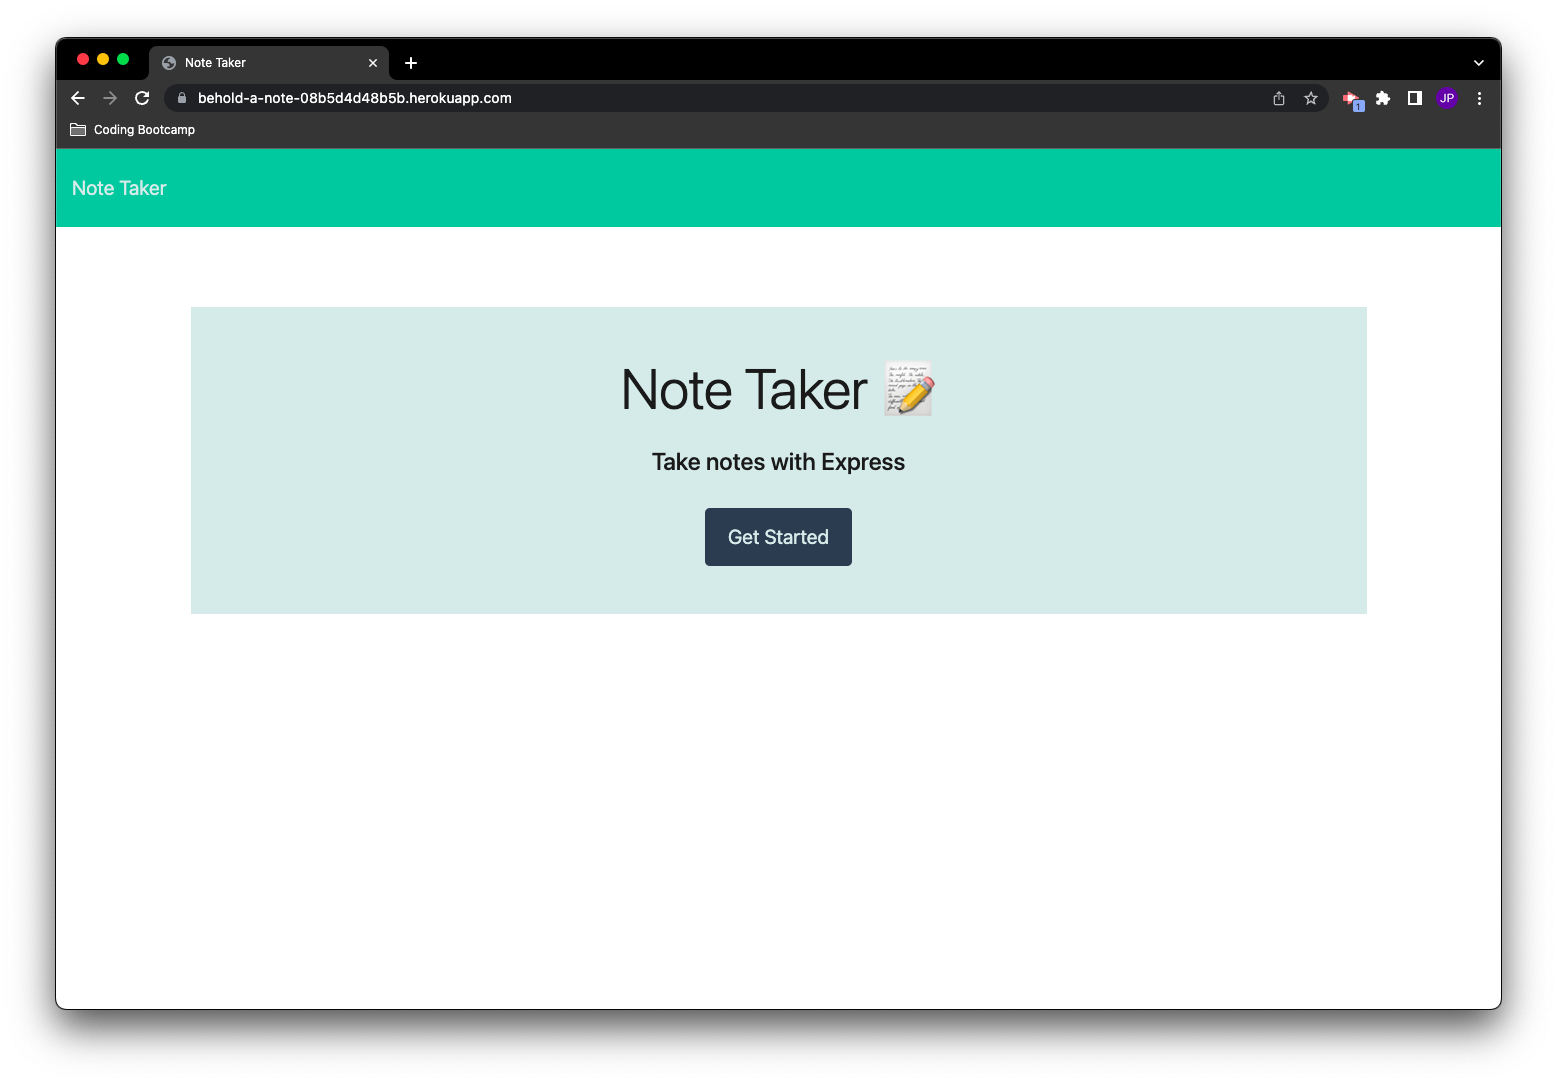 Note Taker
behold-a-note-08b5d4d48b5b.herokuapp.com
1
JP
Coding Bootcamp
Note Taker
Note Taker
Take notes with Express
Get Started